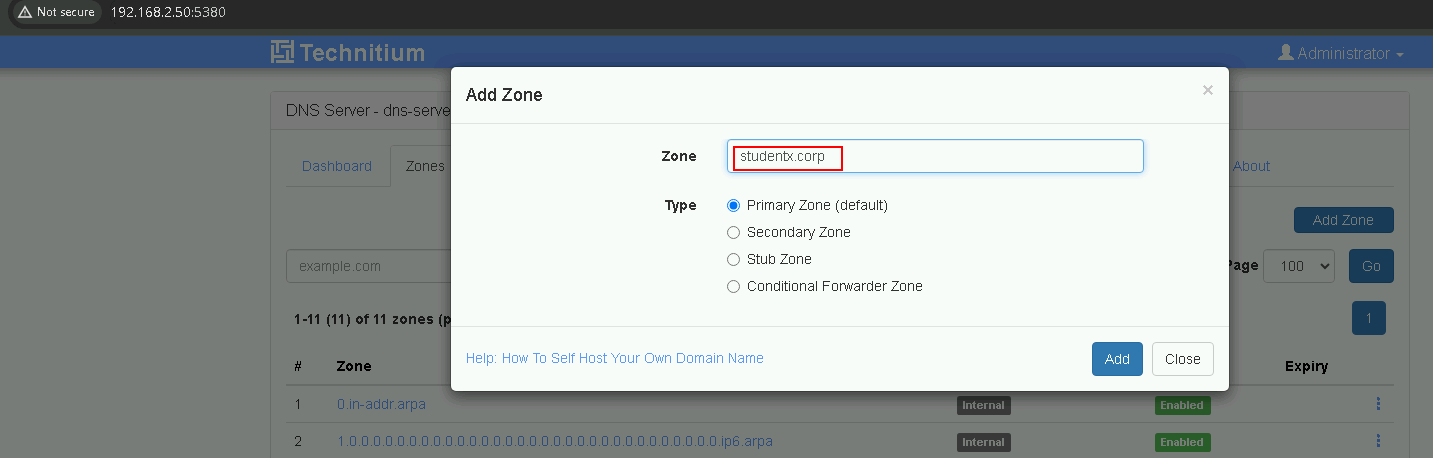 Not secure 192.168.2.50:5380
Technitium
Administrator
Add Zone ×
DNS Server - dns-serve
Zone studentx.corp
Dashboard Zones About
Type Primary Zone (default)
Add Zone
Secondary Zone
Stub Zone
example.com Page 100 Go
Conditional Forwarder Zone
1-11 (11) of 11 zones (p 1
Help: How To Self Host Your Own Domain Name Add Close
# Zone Expiry
1 0.in-addr.arpa Internal Enabled
2 1.0.0.0.0.0.0.0.0.0.0.0.0.0.0.0.0.0.0.0.0.0.0.0.0.0.0.0.0.0.0.0.ip6.arpa Internal Enabled